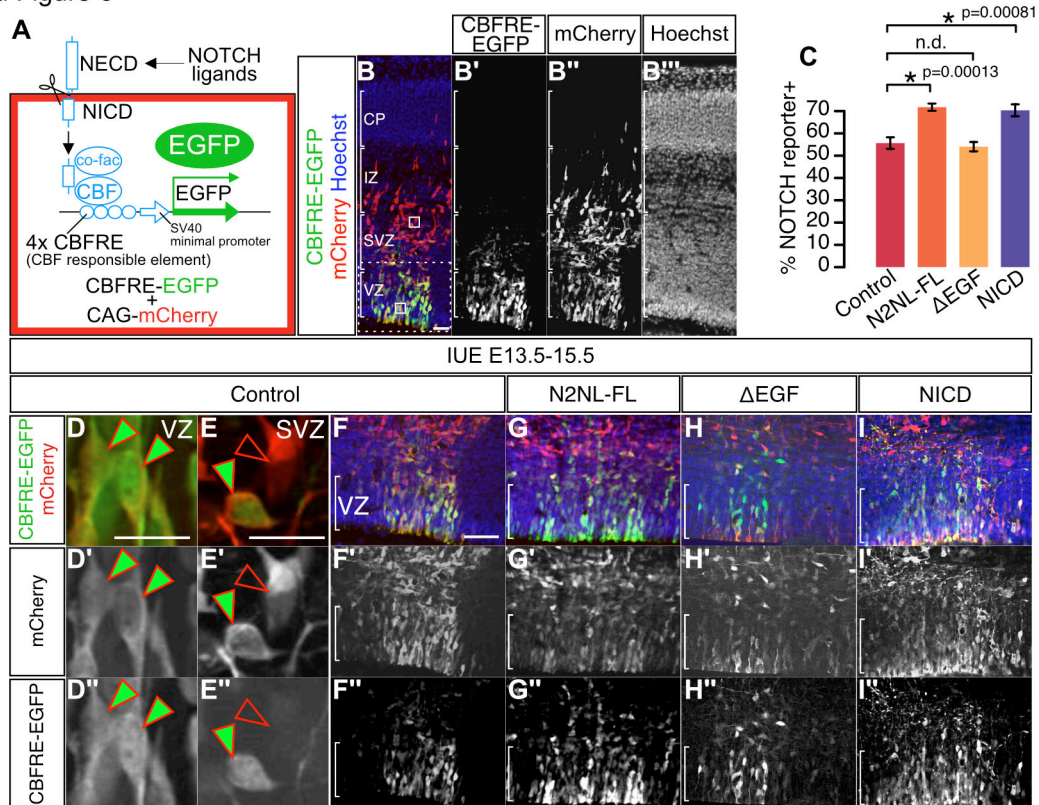 A
NECD
NOTCH
ligands
NICD
co-fac
CBF
EGFP
EGFP
SV40
minimal promoter
4x CBFRE
(CBF responsible element)
CBFRE-EGFP
+
CAG-mCherry
CBFRE-EGFP
mCherry Hoechst
CBFRE-
EGFP
mCherry
Hoechst
B
B'
B''
B'''
CP
IZ
SVZ
VZ
C
* p=0.00081
n.d.
* p=0.00013
% NOTCH reporter+
70
60
50
40
30
20
10
0
Control
N2NL-FL
ΔEGF
NICD
IUE E13.5-15.5
Control
N2NL-FL
ΔEGF
NICD
CBFRE-EGFP
mCherry
D
VZ
E
SVZ
F
VZ
G
H
I
mCherry
D'
E'
F'
G'
H'
I'
CBFRE-EGFP
D''
E''
F''
G''
H''
I''